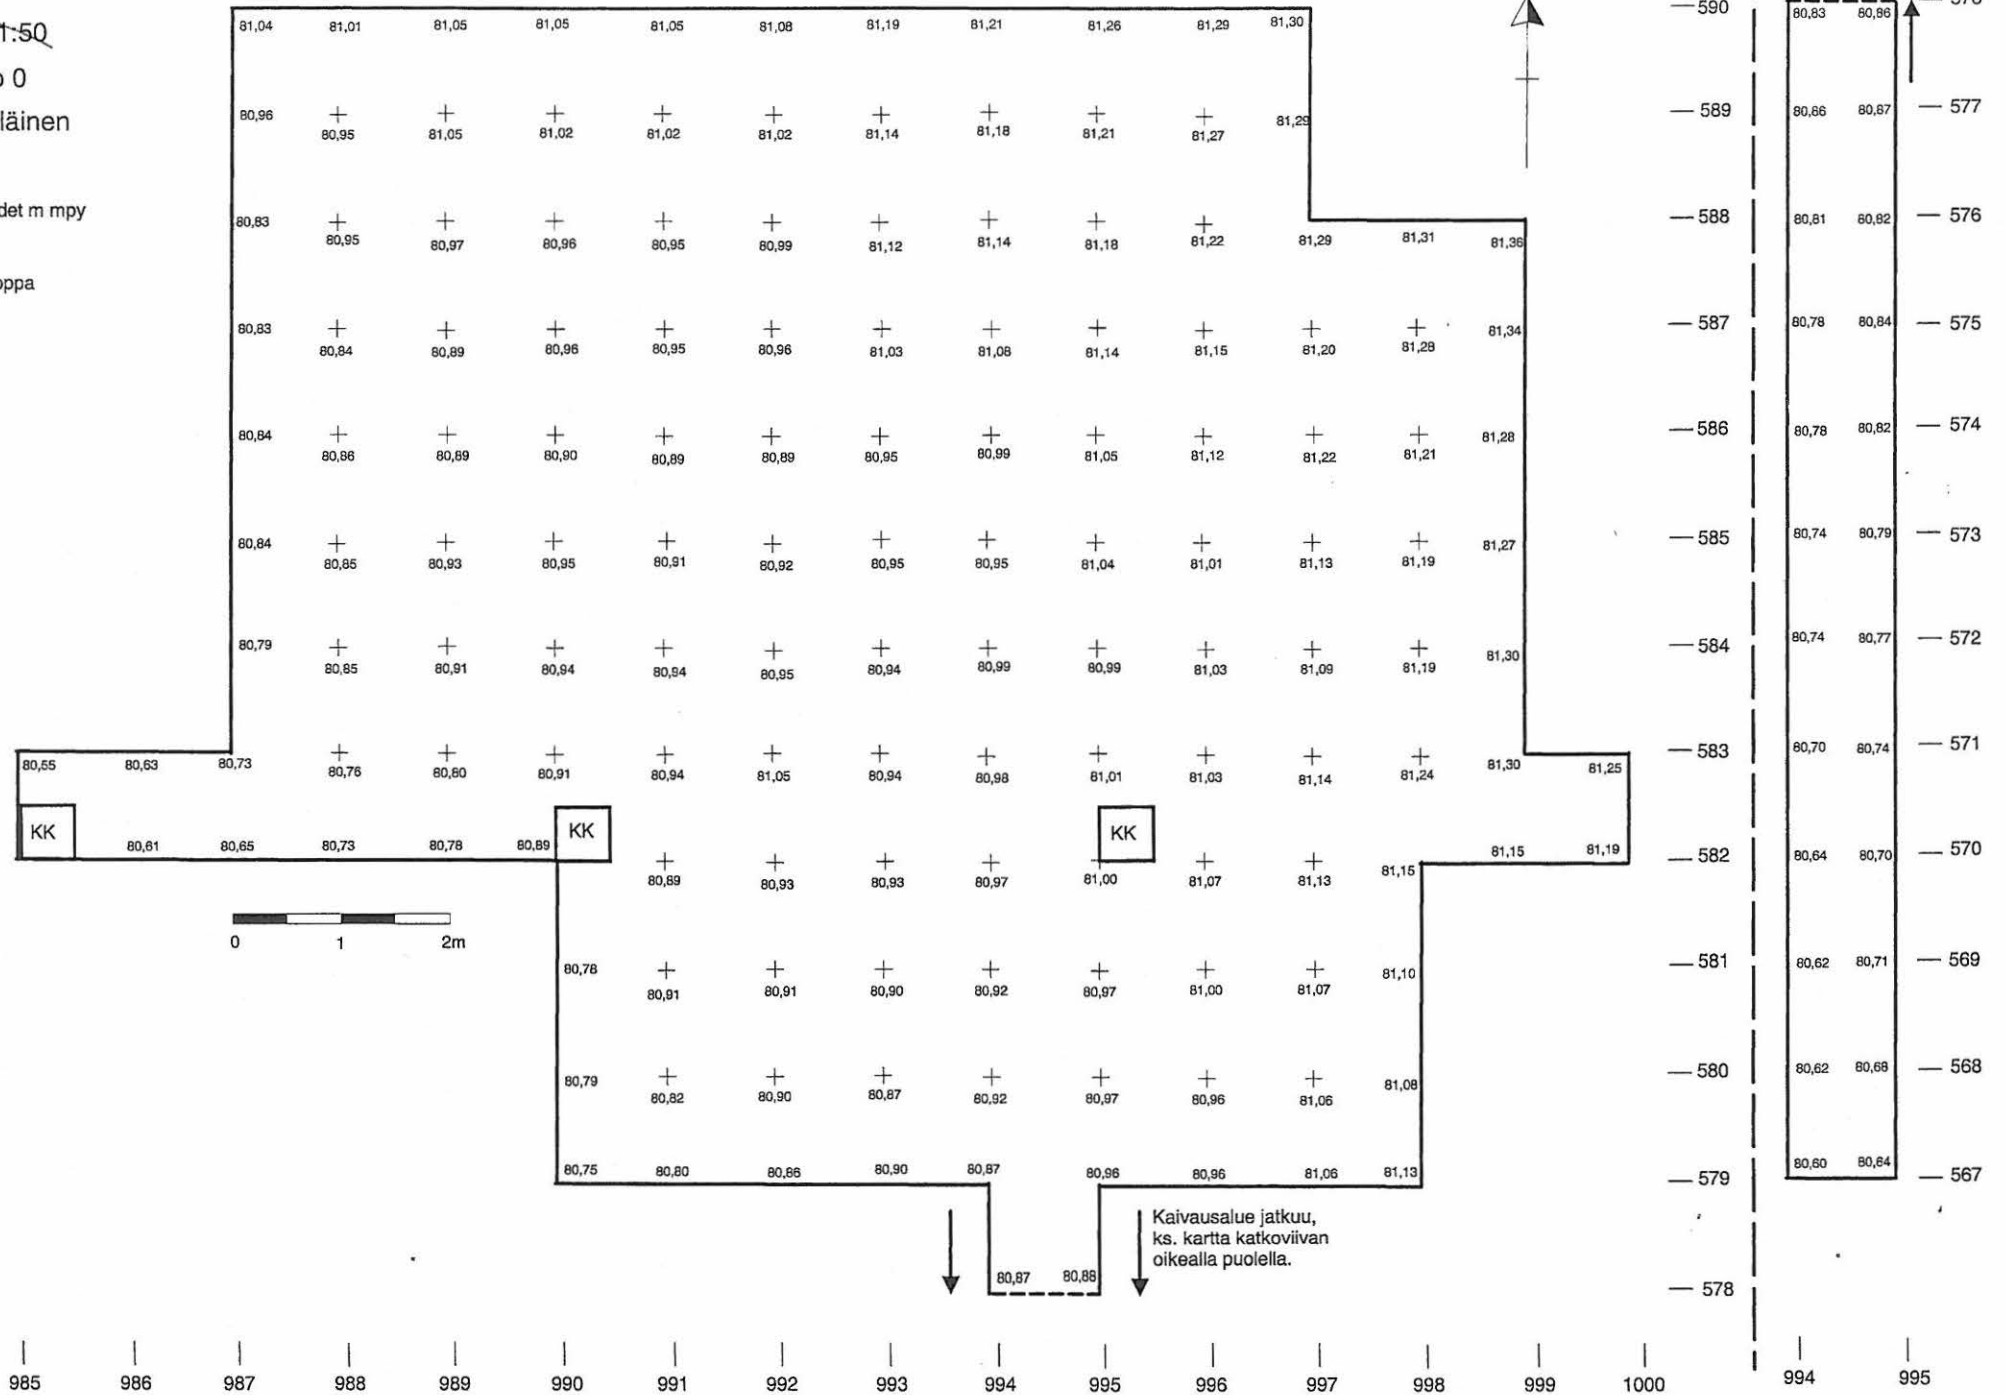 1:50
0
läinen
det m mpy
oppa
81,04 81,01 81,05 81,05 81,05 81,08 81,19 81,21 81,26 81,29 81,30 590
80,96 80,95 81,05 81,02 81,02 81,02 81,14 81,18 81,21 81,27 81,29 589
80,83 80,95 80,97 80,96 80,95 80,99 81,12 81,14 81,18 81,22 81,29 81,31 81,36 588
80,83 80,84 80,89 80,96 80,95 80,96 81,03 81,08 81,14 81,15 81,20 81,28 81,34 587
80,84 80,86 80,89 80,90 80,89 80,89 80,95 80,99 81,05 81,12 81,22 81,21 81,28 586
80,84 80,85 80,93 80,95 80,91 80,92 80,95 80,95 81,04 81,01 81,13 81,19 81,27 585
80,79 80,85 80,91 80,94 80,94 80,95 80,94 80,99 80,99 81,03 81,09 81,19 81,30 584
80,55 80,63 80,73 80,76 80,80 80,91 80,94 81,05 80,94 80,98 81,01 81,03 81,14 81,24 81,30 81,25 583
KK KK KK
80,61 80,65 80,73 80,78 80,89 80,89 80,93 80,93 80,97 81,00 81,07 81,13 81,15 81,15 81,19 582
0 1 2m
80,78 80,91 80,91 80,90 80,92 80,97 81,00 81,07 81,10 581
80,79 80,82 80,90 80,87 80,92 80,97 80,96 81,06 81,08 580
80,75 80,80 80,86 80,90 80,87 80,96 80,96 81,06 81,13 579
Kaivausalue jatkuu,
ks. kartta katkoviivan
oikealla puolella.
80,87 80,88 578
985 986 987 988 989 990 991 992 993 994 995 996 997 998 999 1000
80,83 80,86
80,86 80,87 577
80,81 80,82 576
80,78 80,84 575
80,78 80,82 574
80,74 80,79 573
80,74 80,77 572
80,70 80,74 571
80,64 80,70 570
80,62 80,71 569
80,62 80,68 568
80,60 80,64 567
994 995